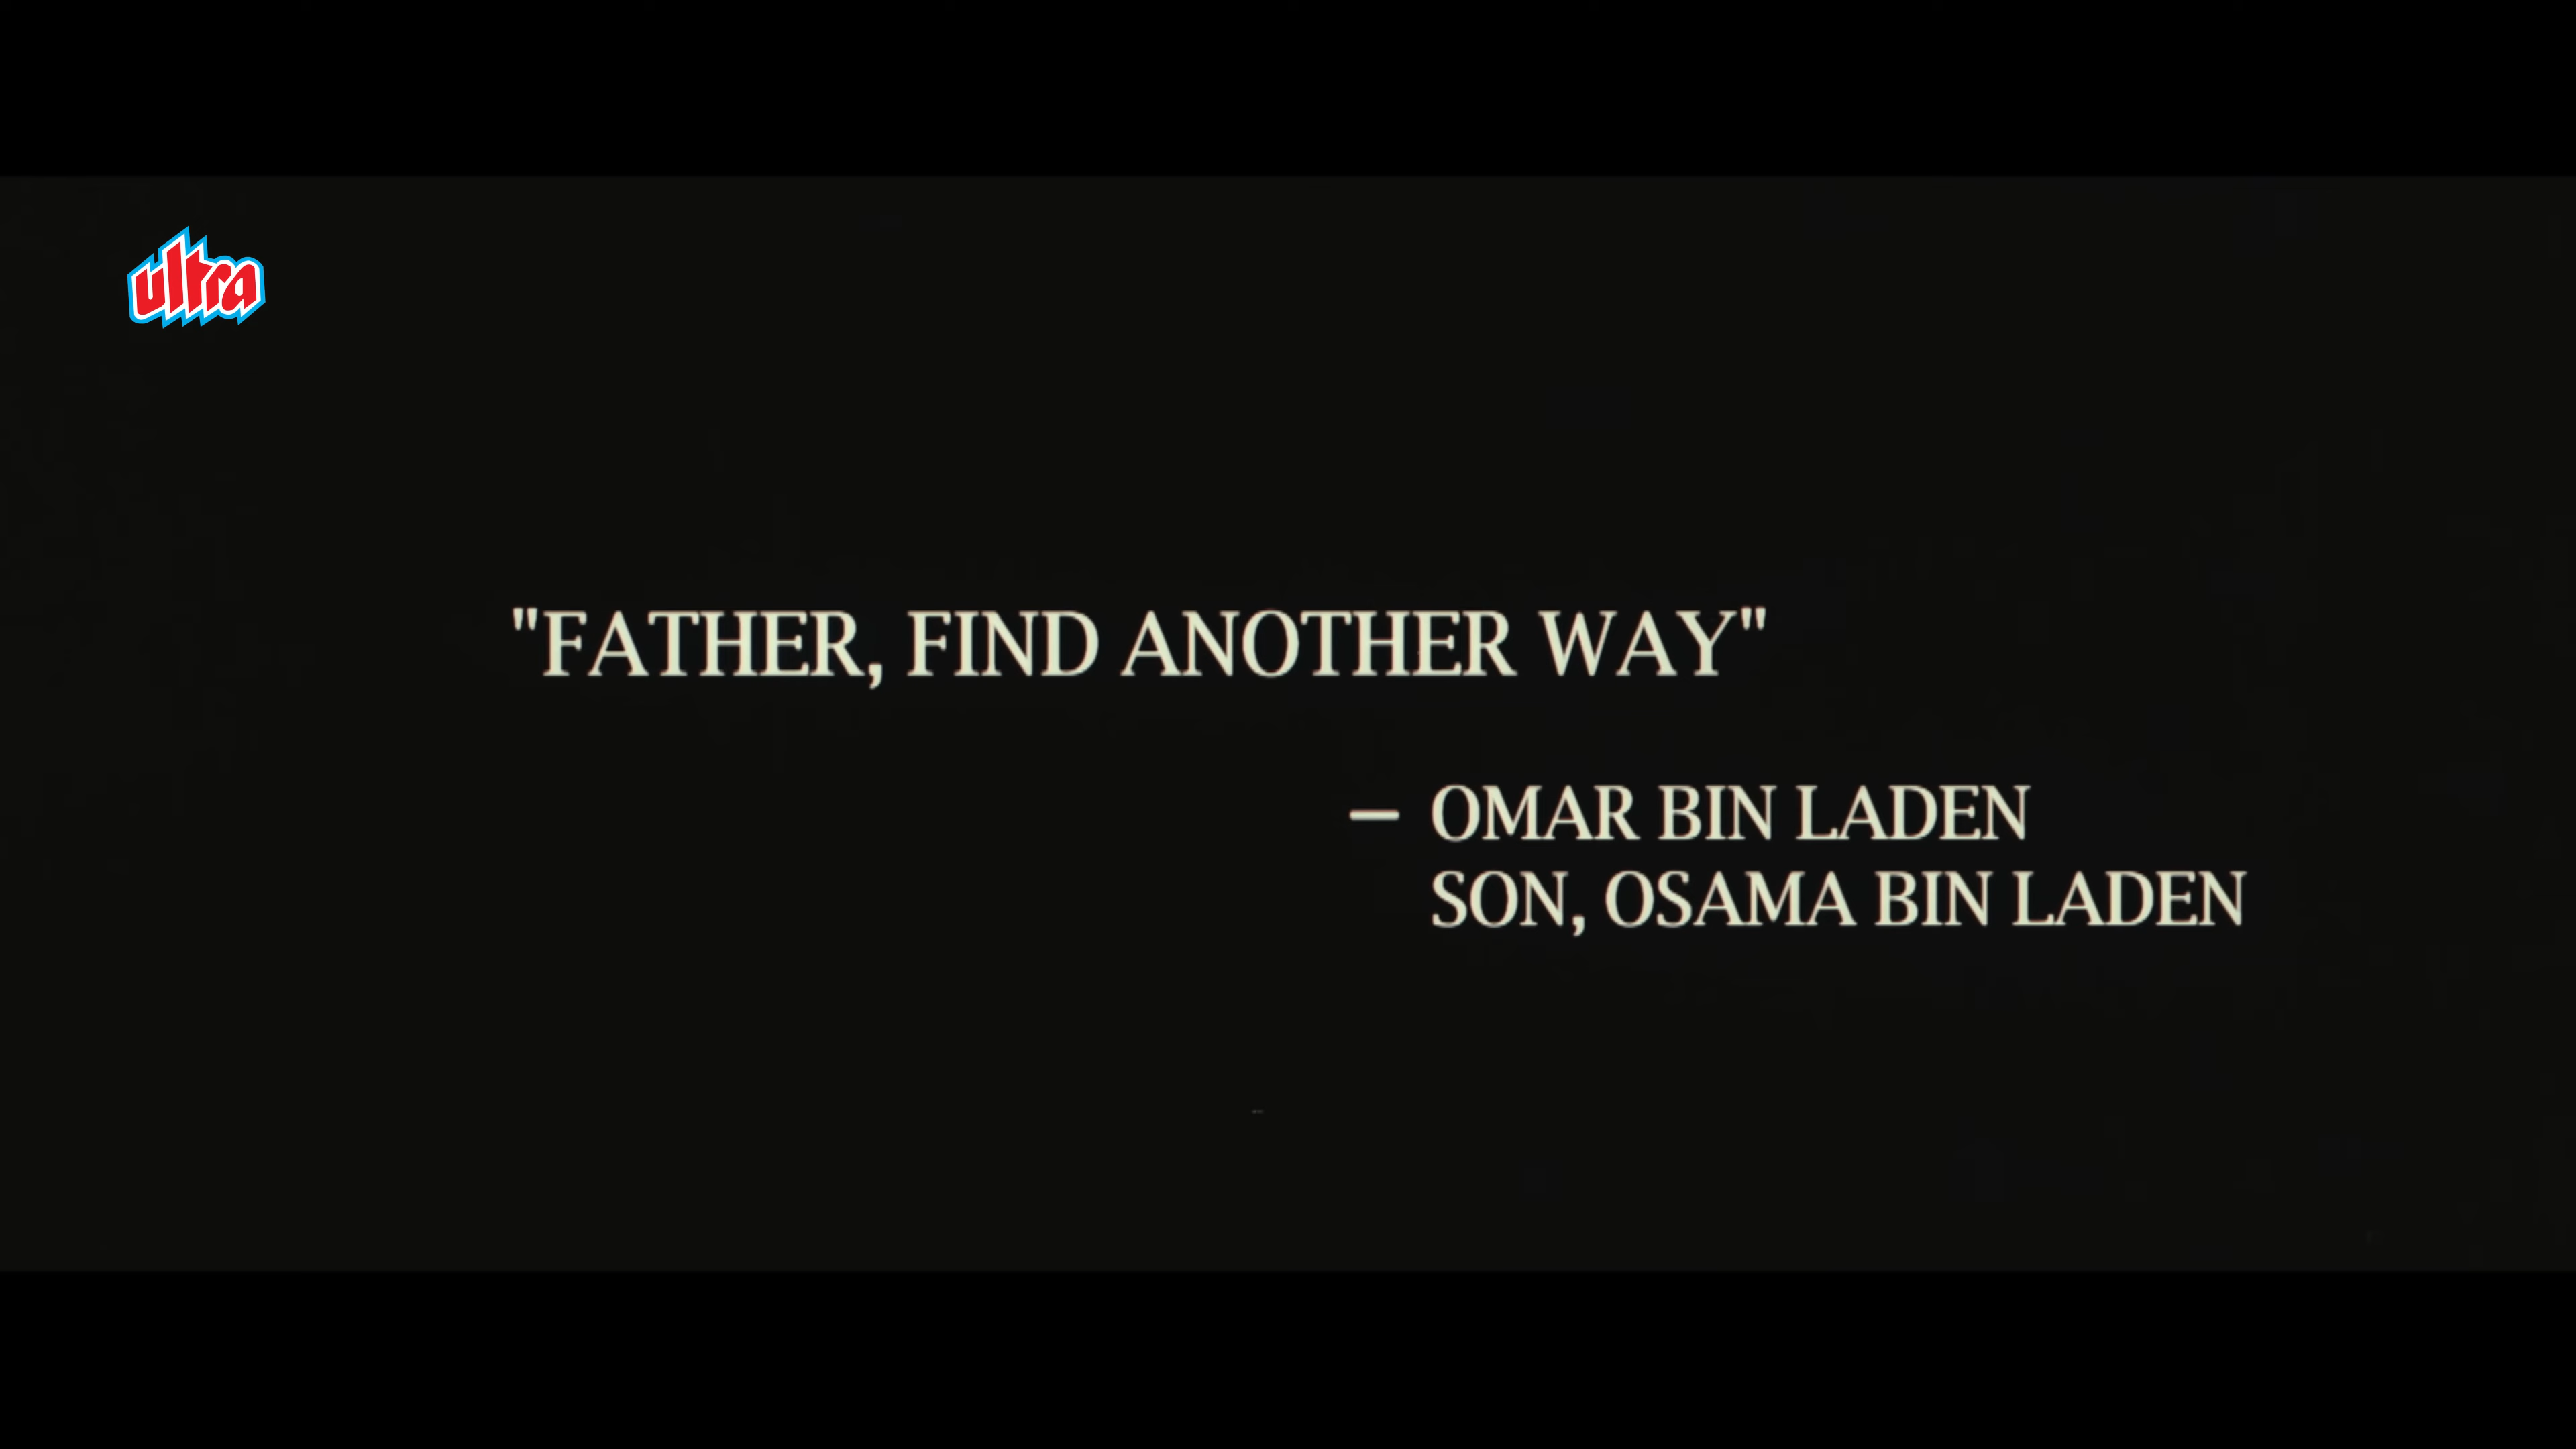 ultra
"FATHER, FIND ANOTHER WAY"
— OMAR BIN LADEN
SON, OSAMA BIN LADEN